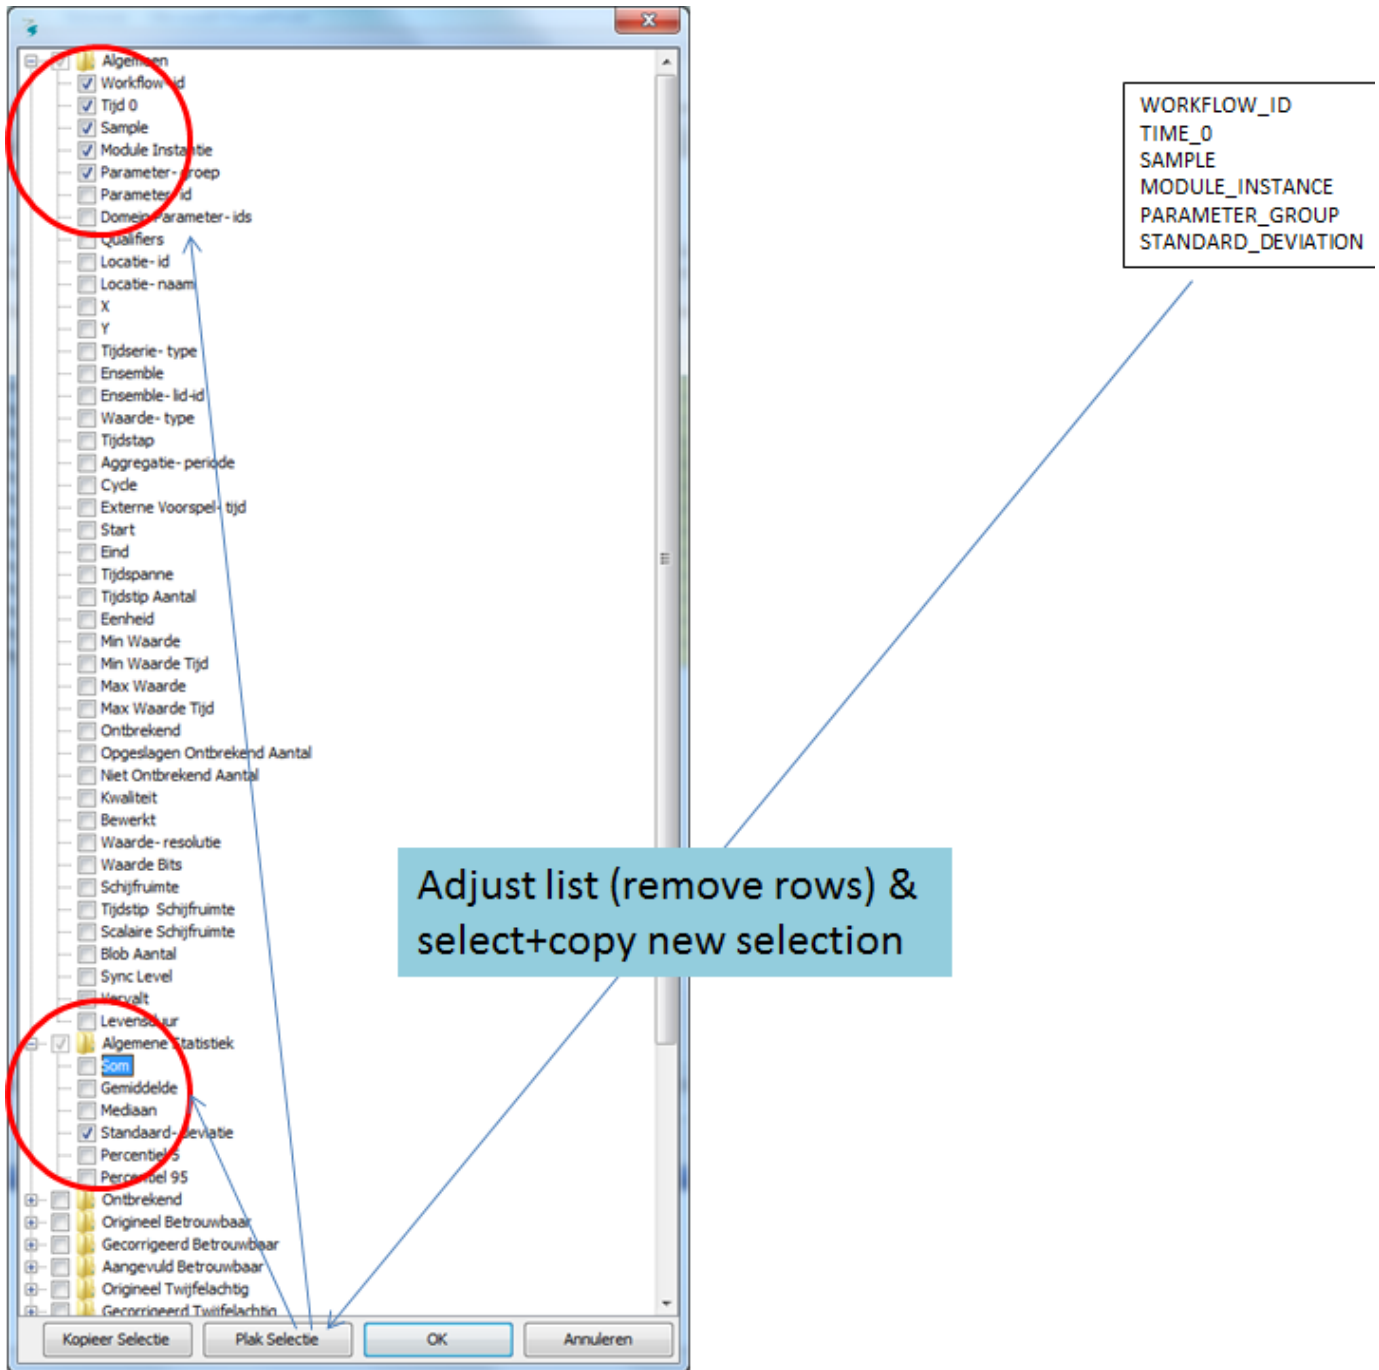 Algemeen
Workflow-id
Tijd 0
Sample
Module Instantie
Parameter- groep
Parameter- id
Domein Parameter- ids
Qualifiers
Locatie- id
Locatie- naam
X
Y
Tijdserie- type
Ensemble
Ensemble- lid-id
Waarde- type
Tijdstap
Aggregatie- periode
Cycle
Externe Voorspel- tijd
Start
Eind
Tijdspanne
Tijdstip Aantal
Eenheid
Min Waarde
Min Waarde Tijd
Max Waarde
Max Waarde Tijd
Ontbrekend
Opgeslagen Ontbrekend Aantal
Niet Ontbrekend Aantal
Kwaliteit
Bewerkt
Waarde- resolutie
Waarde Bits
Schijfruimte
Tijdstip Schijfruimte
Scalaire Schijfruimte
Blob Aantal
Sync Level
Vervalt
Levensduur
Algemene Statistiek
Som
Gemiddelde
Mediaan
Standaard- deviatie
Percentiel 5
Percentiel 95
Ontbrekend
Origineel Betrouwbaar
Gecorrigeerd Betrouwbaar
Aangevuld Betrouwbaar
Origineel Twijfelachtig
Gecorrigeerd Twijfelachtig
Kopieer Selectie
Plak Selectie
OK
Annuleren
WORKFLOW_ID
TIME_0
SAMPLE
MODULE_INSTANCE
PARAMETER_GROUP
STANDARD_DEVIATION
Adjust list (remove rows) &
select+copy new selection